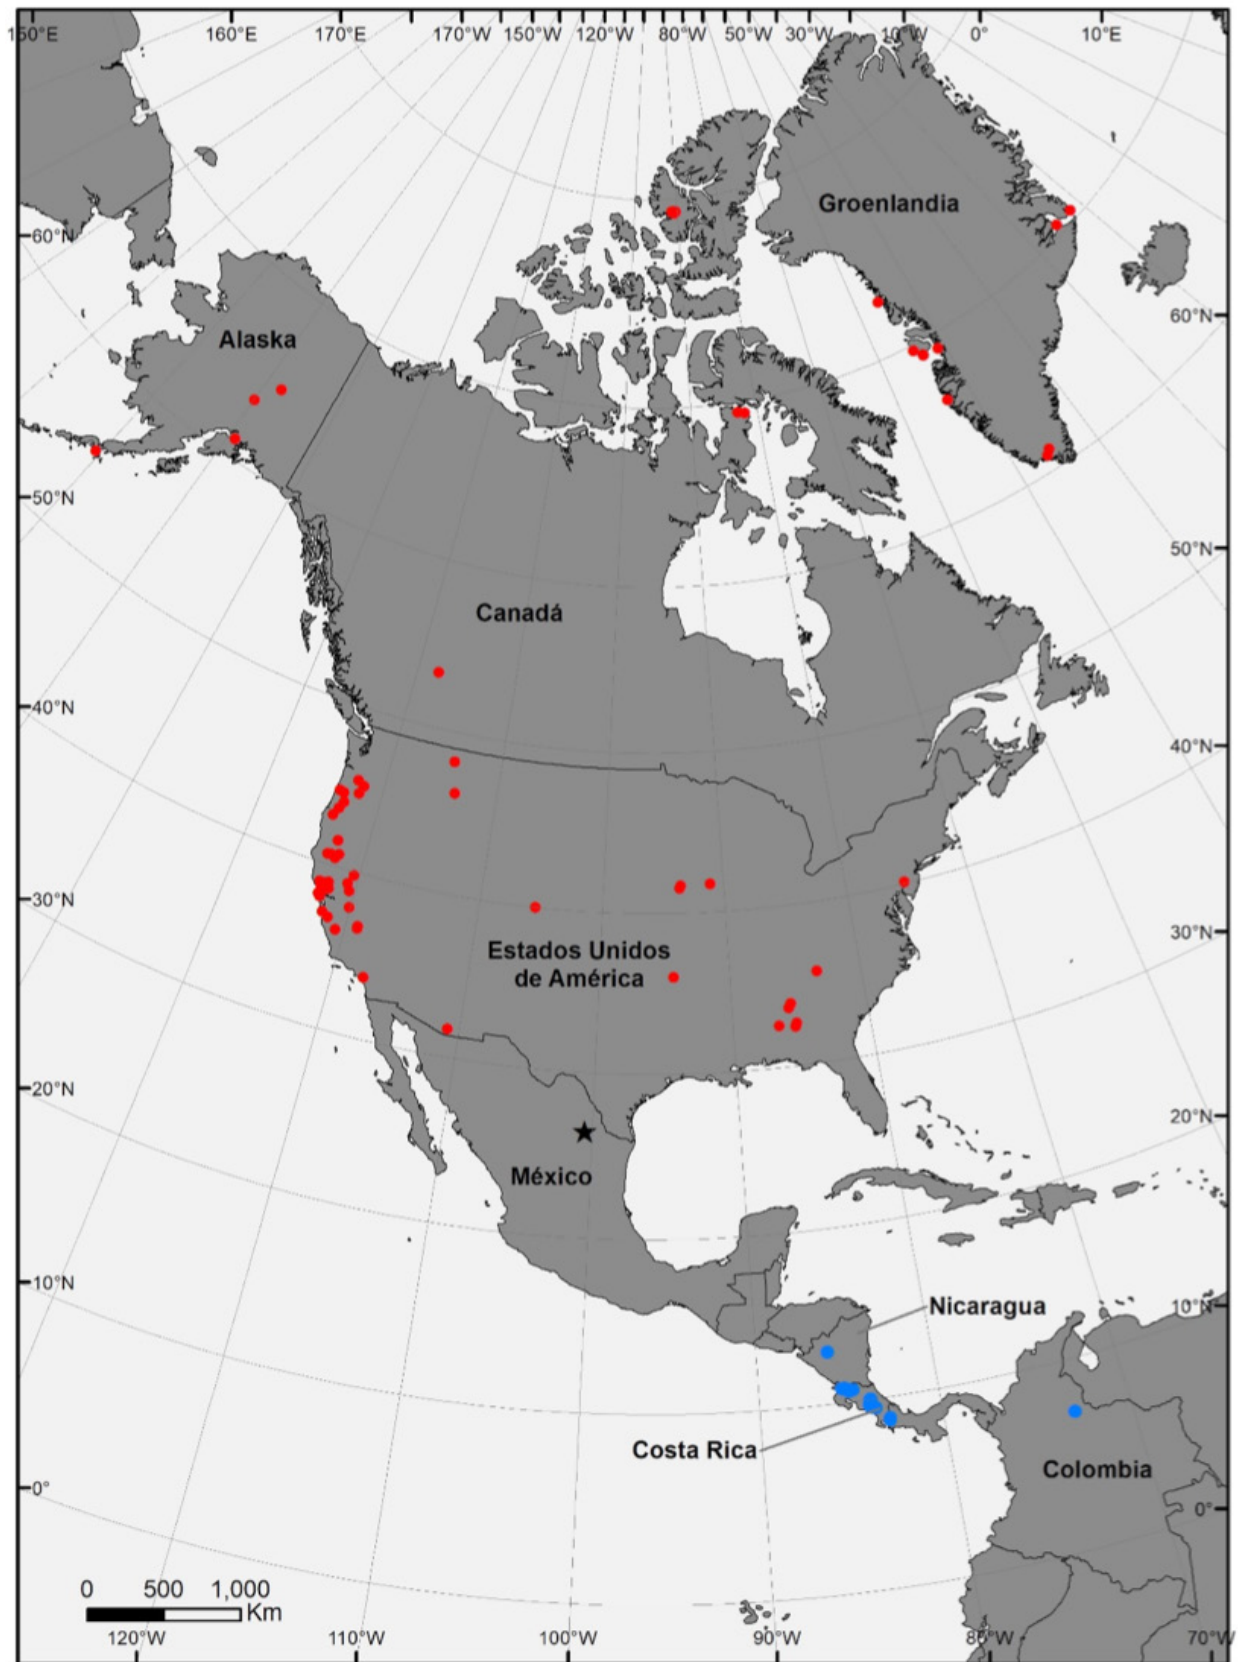 150°E 160°E 170°E 170°W 150°W 120°W 80°W 50°W 30°W 10°W 0° 10°E
Groenlandia
60°N
60°N
Alaska
50°N
50°N
Canadá
40°N
40°N
30°N
30°N
Estados Unidos
de América
20°N
20°N
México
10°N
Nicaragua
10°N
Costa Rica
Colombia
0°
0°
0 500 1,000
Km
120°W 110°W 100°W 90°W 80°W 70°W